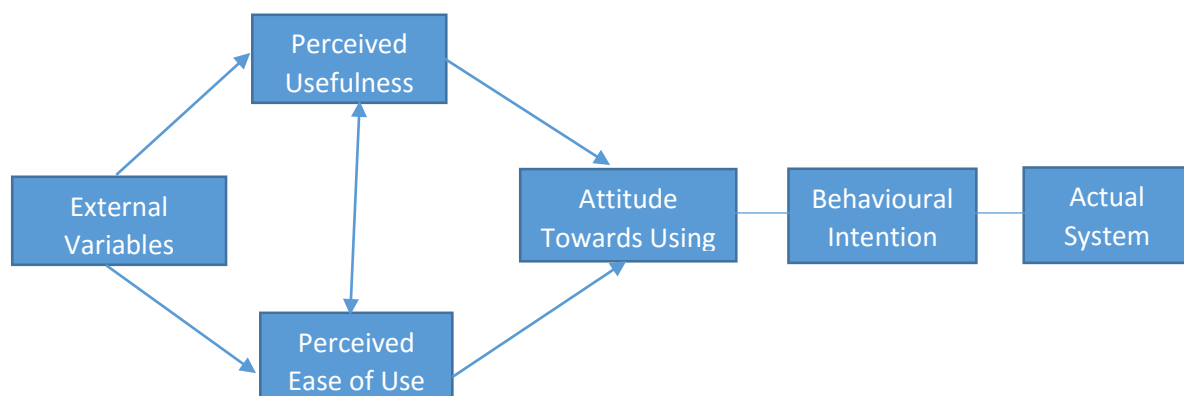 Perceived
Usefulness
External
Variables
Attitude
Towards Using
Behavioural
Intention
Actual
System
Perceived
Ease of Use